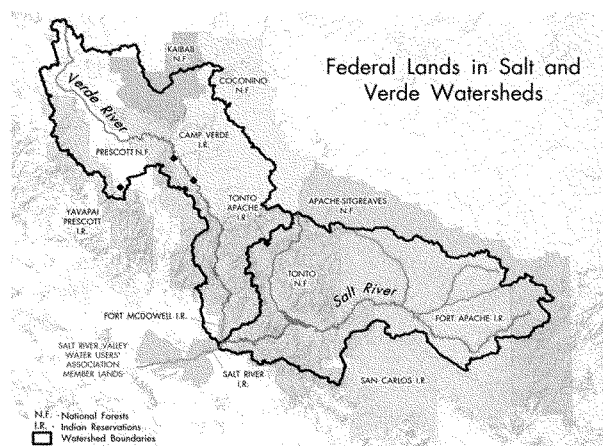 Federal Lands in Salt and
Verde Watersheds
KAIBAB
N.F.
COCONINO
N.F.
Verde River
CAMP VERDE
I.R.
PRESCOTT N.F.
YAVAPAI
PRESCOTT
I.R.
TONTO
APACHE
I.R.
APACHE-SITGREAVES
N.F.
TONTO
N.F.
Salt River
FORT APACHE I.R.
FORT MCDOWELL I.R.
SALT RIVER VALLEY
WATER USERS'
ASSOCIATION
MEMBER LANDS
SALT RIVER
I.R.
SAN CARLOS I.R.
N.F. - National Forests
I.R. - Indian Reservations
Watershed Boundaries